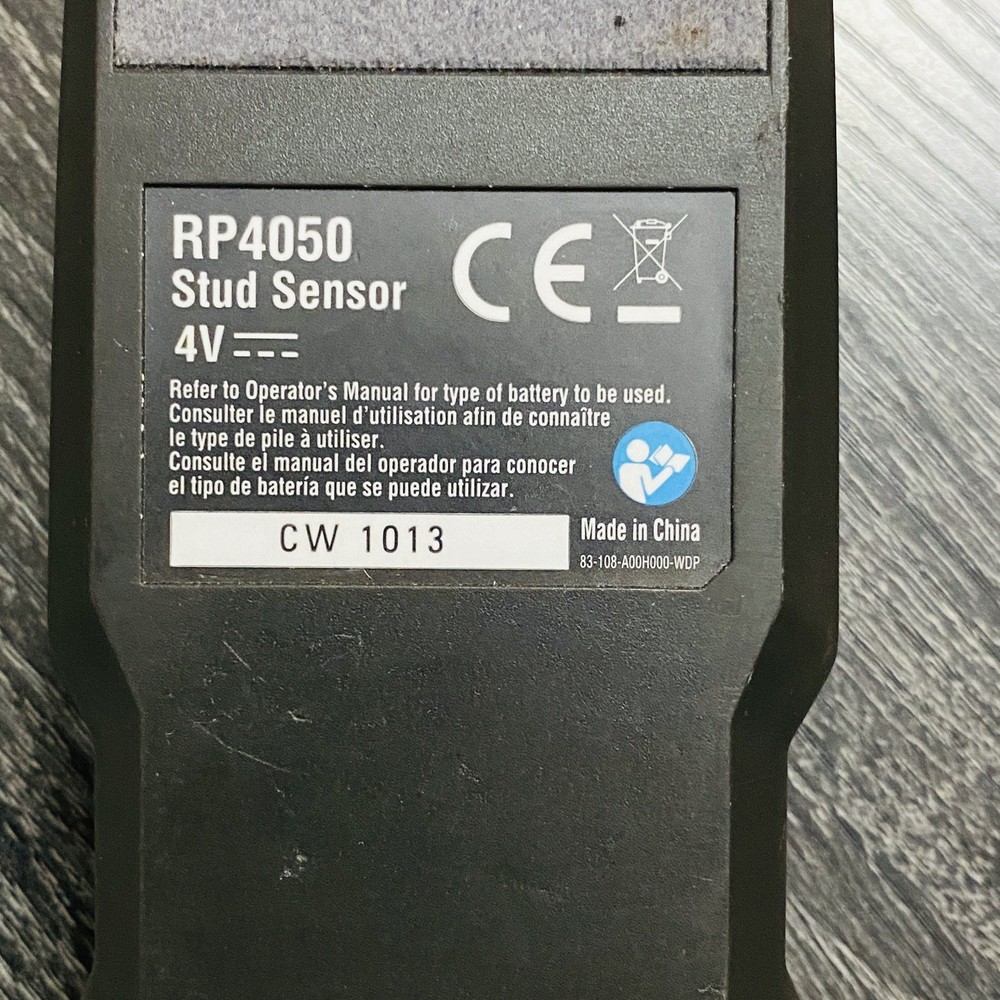 RP4050
Stud Sensor
4V
CE
Refer to Operator's Manual for type of battery to be used.
Consulter le manuel d'utilisation afin de connaître
le type de pile à utiliser.
Consulte el manual del operador para conocer
el tipo de batería que se puede utilizar.
CW 1013
Made in China
83-108-A00H000-WDP